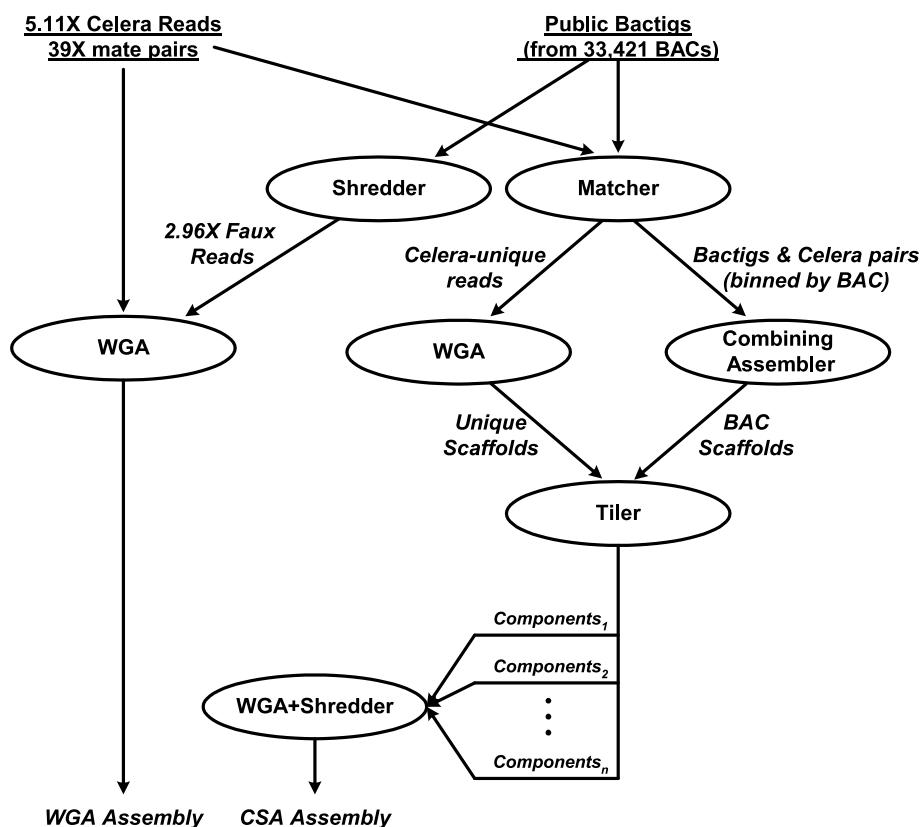 5.11X Celera Reads
39X mate pairs
Public Bactigs
(from 33,421 BACs)
Shredder
Matcher
2.96X Faux
Reads
Celera-unique
reads
Bactigs & Celera pairs
(binned by BAC)
WGA
WGA
Combining
Assembler
Unique
Scaffolds
BAC
Scaffolds
Tiler
Components1
Components2
WGA+Shredder
Componentsn
WGA Assembly
CSA Assembly